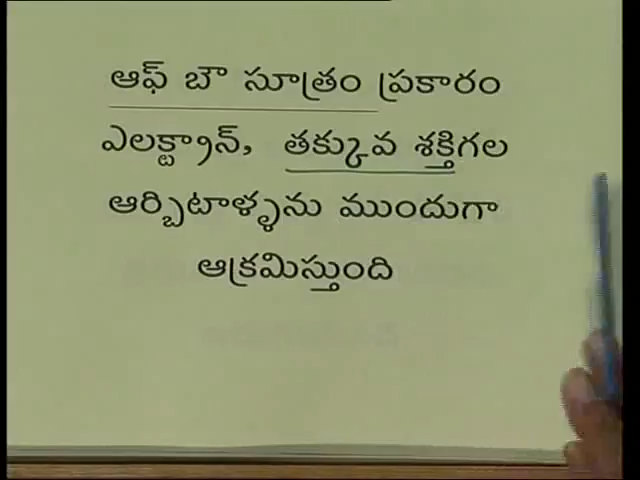 ఆఫ్ బౌ సూత్రం ప్రకారం
ఎలక్ట్రాన్, తక్కువ శక్తిగల
ఆర్బిటాళ్ళను ముందుగా
ఆక్రమిస్తుంది